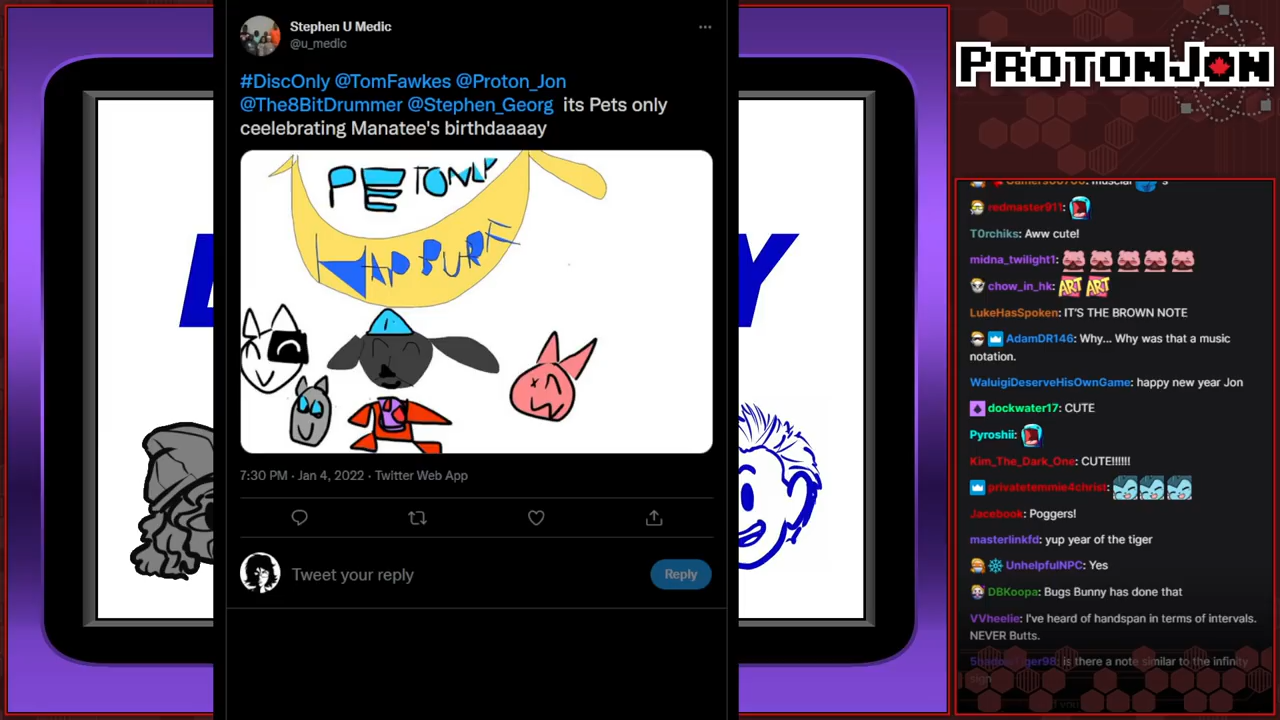 Stephen U Medic
@u_medic
#DiscOnly @TomFawkes @Proton_Jon
@The8BitDrummer @Stephen_Georg its Pets only
ceelebrating Manatee's birthdaaaay
PETONLY
7:30 PM · Jan 4, 2022 · Twitter Web App
Tweet your reply
Reply
PROTONJON
redmaster911:
T0rchiks: Aww cute!
midna_twilight1:
chow_in_hk: ART ART
LukeHasSpoken: IT'S THE BROWN NOTE
AdamDR146: Why... Why was that a music
notation.
WaluigiDeserveHisOwnGame: happy new year Jon
dockwater17: CUTE
Pyroshii:
Kim_The_Dark_One: CUTE!!!!!!
privatetemmie4christ:
Jacebook: Poggers!
masterlinkfd: yup year of the tiger
UnhelpfulNPC: Yes
DBKoopa: Bugs Bunny has done that
VVheelie: I've heard of handspan in terms of intervals.
NEVER Butts.
is there a note similar to the infinity
sign